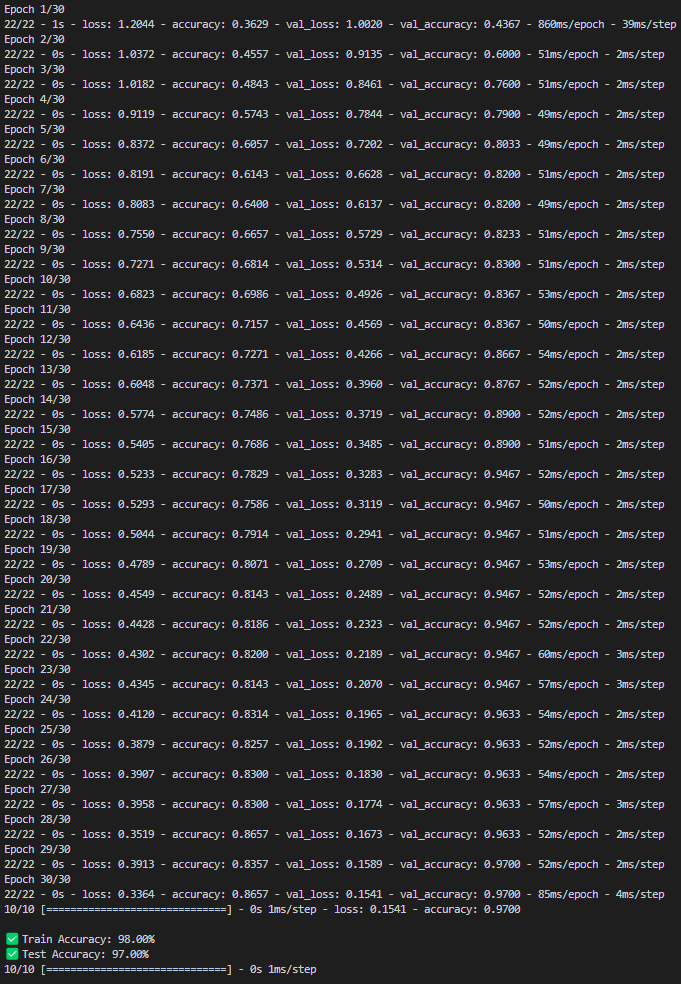 Epoch 1/30
22/22 - 1s - loss: 1.2044 - accuracy: 0.3629 - val_loss: 1.0020 - val_accuracy: 0.4367 - 860ms/epoch - 39ms/step
Epoch 2/30
22/22 - 0s - loss: 1.0372 - accuracy: 0.4557 - val_loss: 0.9135 - val_accuracy: 0.6000 - 51ms/epoch - 2ms/step
Epoch 3/30
22/22 - 0s - loss: 1.0182 - accuracy: 0.4843 - val_loss: 0.8461 - val_accuracy: 0.7600 - 51ms/epoch - 2ms/step
Epoch 4/30
22/22 - 0s - loss: 0.9119 - accuracy: 0.5743 - val_loss: 0.7844 - val_accuracy: 0.7900 - 49ms/epoch - 2ms/step
Epoch 5/30
22/22 - 0s - loss: 0.8372 - accuracy: 0.6057 - val_loss: 0.7202 - val_accuracy: 0.8033 - 49ms/epoch - 2ms/step
Epoch 6/30
22/22 - 0s - loss: 0.8191 - accuracy: 0.6143 - val_loss: 0.6628 - val_accuracy: 0.8200 - 51ms/epoch - 2ms/step
Epoch 7/30
22/22 - 0s - loss: 0.8083 - accuracy: 0.6400 - val_loss: 0.6137 - val_accuracy: 0.8200 - 49ms/epoch - 2ms/step
Epoch 8/30
22/22 - 0s - loss: 0.7550 - accuracy: 0.6657 - val_loss: 0.5729 - val_accuracy: 0.8233 - 51ms/epoch - 2ms/step
Epoch 9/30
22/22 - 0s - loss: 0.7271 - accuracy: 0.6814 - val_loss: 0.5314 - val_accuracy: 0.8300 - 51ms/epoch - 2ms/step
Epoch 10/30
22/22 - 0s - loss: 0.6823 - accuracy: 0.6986 - val_loss: 0.4926 - val_accuracy: 0.8367 - 53ms/epoch - 2ms/step
Epoch 11/30
22/22 - 0s - loss: 0.6436 - accuracy: 0.7157 - val_loss: 0.4569 - val_accuracy: 0.8367 - 50ms/epoch - 2ms/step
Epoch 12/30
22/22 - 0s - loss: 0.6185 - accuracy: 0.7271 - val_loss: 0.4266 - val_accuracy: 0.8667 - 54ms/epoch - 2ms/step
Epoch 13/30
22/22 - 0s - loss: 0.6048 - accuracy: 0.7371 - val_loss: 0.3960 - val_accuracy: 0.8767 - 52ms/epoch - 2ms/step
Epoch 14/30
22/22 - 0s - loss: 0.5774 - accuracy: 0.7486 - val_loss: 0.3719 - val_accuracy: 0.8900 - 52ms/epoch - 2ms/step
Epoch 15/30
22/22 - 0s - loss: 0.5405 - accuracy: 0.7686 - val_loss: 0.3485 - val_accuracy: 0.8900 - 51ms/epoch - 2ms/step
Epoch 16/30
22/22 - 0s - loss: 0.5233 - accuracy: 0.7829 - val_loss: 0.3283 - val_accuracy: 0.9467 - 52ms/epoch - 2ms/step
Epoch 17/30
22/22 - 0s - loss: 0.5293 - accuracy: 0.7586 - val_loss: 0.3119 - val_accuracy: 0.9467 - 50ms/epoch - 2ms/step
Epoch 18/30
22/22 - 0s - loss: 0.5044 - accuracy: 0.7914 - val_loss: 0.2941 - val_accuracy: 0.9467 - 51ms/epoch - 2ms/step
Epoch 19/30
22/22 - 0s - loss: 0.4789 - accuracy: 0.8071 - val_loss: 0.2709 - val_accuracy: 0.9467 - 53ms/epoch - 2ms/step
Epoch 20/30
22/22 - 0s - loss: 0.4549 - accuracy: 0.8143 - val_loss: 0.2489 - val_accuracy: 0.9467 - 52ms/epoch - 2ms/step
Epoch 21/30
22/22 - 0s - loss: 0.4428 - accuracy: 0.8186 - val_loss: 0.2323 - val_accuracy: 0.9467 - 52ms/epoch - 2ms/step
Epoch 22/30
22/22 - 0s - loss: 0.4302 - accuracy: 0.8200 - val_loss: 0.2189 - val_accuracy: 0.9467 - 60ms/epoch - 3ms/step
Epoch 23/30
22/22 - 0s - loss: 0.4345 - accuracy: 0.8143 - val_loss: 0.2070 - val_accuracy: 0.9467 - 57ms/epoch - 3ms/step
Epoch 24/30
22/22 - 0s - loss: 0.4120 - accuracy: 0.8314 - val_loss: 0.1965 - val_accuracy: 0.9633 - 54ms/epoch - 2ms/step
Epoch 25/30
22/22 - 0s - loss: 0.3879 - accuracy: 0.8257 - val_loss: 0.1902 - val_accuracy: 0.9633 - 52ms/epoch - 2ms/step
Epoch 26/30
22/22 - 0s - loss: 0.3907 - accuracy: 0.8300 - val_loss: 0.1830 - val_accuracy: 0.9633 - 54ms/epoch - 2ms/step
Epoch 27/30
22/22 - 0s - loss: 0.3958 - accuracy: 0.8300 - val_loss: 0.1774 - val_accuracy: 0.9633 - 57ms/epoch - 3ms/step
Epoch 28/30
22/22 - 0s - loss: 0.3519 - accuracy: 0.8657 - val_loss: 0.1673 - val_accuracy: 0.9633 - 52ms/epoch - 2ms/step
Epoch 29/30
22/22 - 0s - loss: 0.3913 - accuracy: 0.8357 - val_loss: 0.1589 - val_accuracy: 0.9700 - 52ms/epoch - 2ms/step
Epoch 30/30
22/22 - 0s - loss: 0.3364 - accuracy: 0.8657 - val_loss: 0.1541 - val_accuracy: 0.9700 - 85ms/epoch - 4ms/step
10/10 [==============================] - 0s 1ms/step - loss: 0.1541 - accuracy: 0.9700
✅ Train Accuracy: 98.00%
✅ Test Accuracy: 97.00%
10/10 [==============================] - 0s 1ms/step